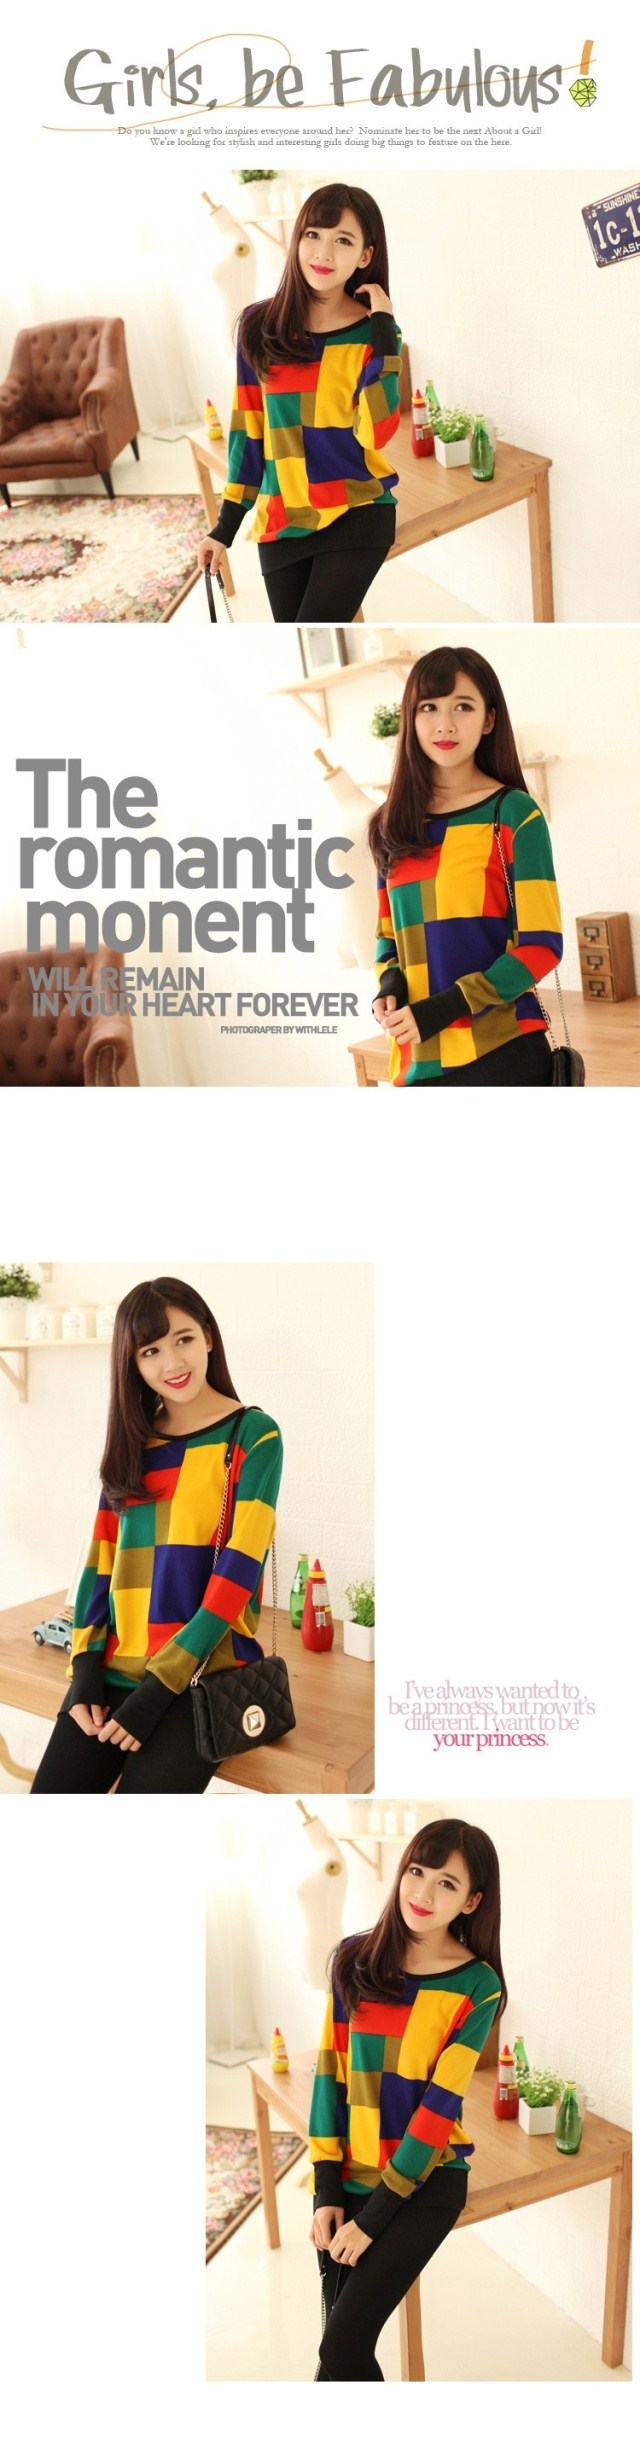 Girls, be Fabulous!
Do you know a girl who inspires everyone around her? Nominate her to be the next About a Girl!
We're looking for stylish and interesting girls doing big things to feature on the here.
SUNSHINE
1C-1
WASH
The
romantic
monent
WILL REMAIN
IN YOUR HEART FOREVER
PHOTOGRAPER BY WITHLELE
I've always wanted to
be a princess, but now it's
different. I want to be
your princess.